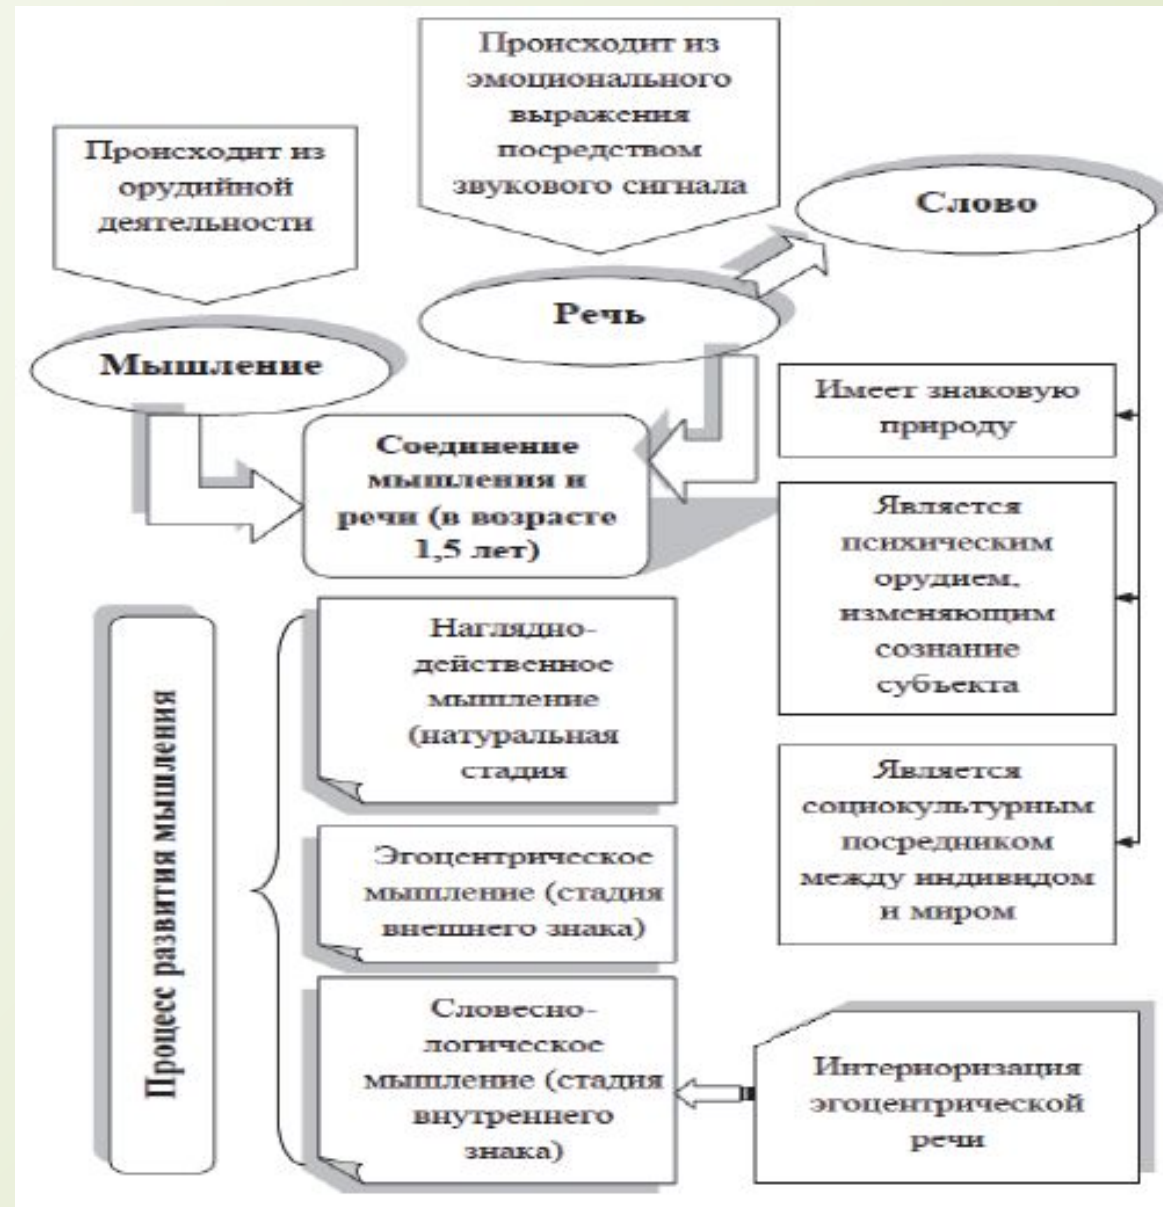 Происходит из
эмоционального
выражения
посредством
звукового сигнала
Происходит из
орудийной
деятельности
Слово
Речь
Мышление
Соединение
мышления и
речи (в возрасте
1,5 лет)
Имеет знаковую
природу
Является
психическим
орудием,
изменяющим
сознание
субъекта
Является
социокультурным
посредником
между индивидом
и миром
Процесс развития мышления
Наглядно-
действенное
мышление
(натуральная
стадия
Эгоцентрическое
мышление (стадия
внешнего знака)
Словесно-
логическое
мышление (стадия
внутреннего
знака)
Интериоризация
эгоцентрической
речи